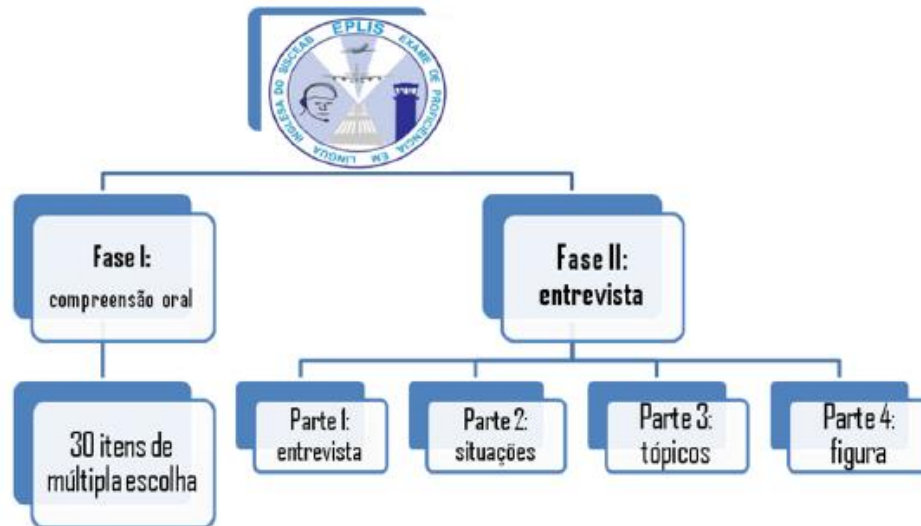 EPLIS
EXAME DE PROFICIÊNCIA EM LÍNGUA INGLESA DO SISCEAB
Fase I:
compreensão oral
Fase II:
entrevista
30 itens de
múltipla escolha
Parte 1:
entrevista
Parte 2:
situações
Parte 3:
tópicos
Parte 4:
figura